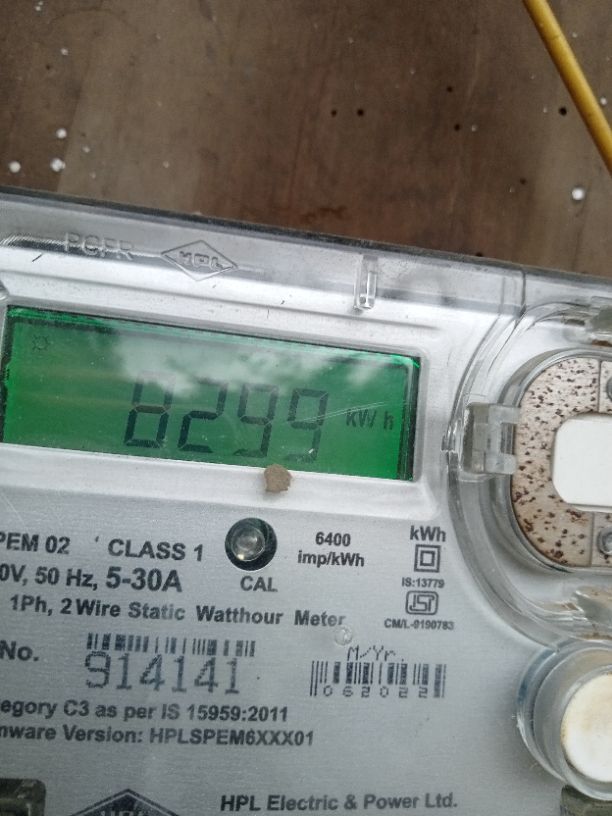 PGPR
HPL
8299 kWh
PEM 02 CLASS 1
6400
imp/kWh
kWh
0V, 50 Hz, 5-30A
CAL
IS:13779
1Ph, 2 Wire Static Watthour Meter
CM/L-9190783
No.
914141
M/Yr.
062022
egory C3 as per IS 15959:2011
nware Version: HPLSPEM6XXX01
HPL Electric & Power Ltd.